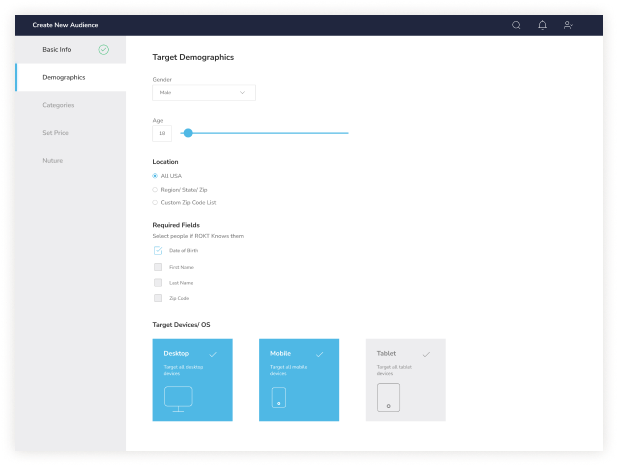 Create New Audience
Basic Info
Demographics
Categories
Set Price
Nuture
Target Demographics
Gender
Male
Age
18
Location
All USA
Region/ State/ Zip
Custom Zip Code List
Required Fields
Select people if ROKT Knows them
Date of Birth
First Name
Last Name
Zip Code
Target Devices/ OS
Desktop
Target all desktop
devices
Mobile
Target all mobile
devices
Tablet
Target all tablet
devices